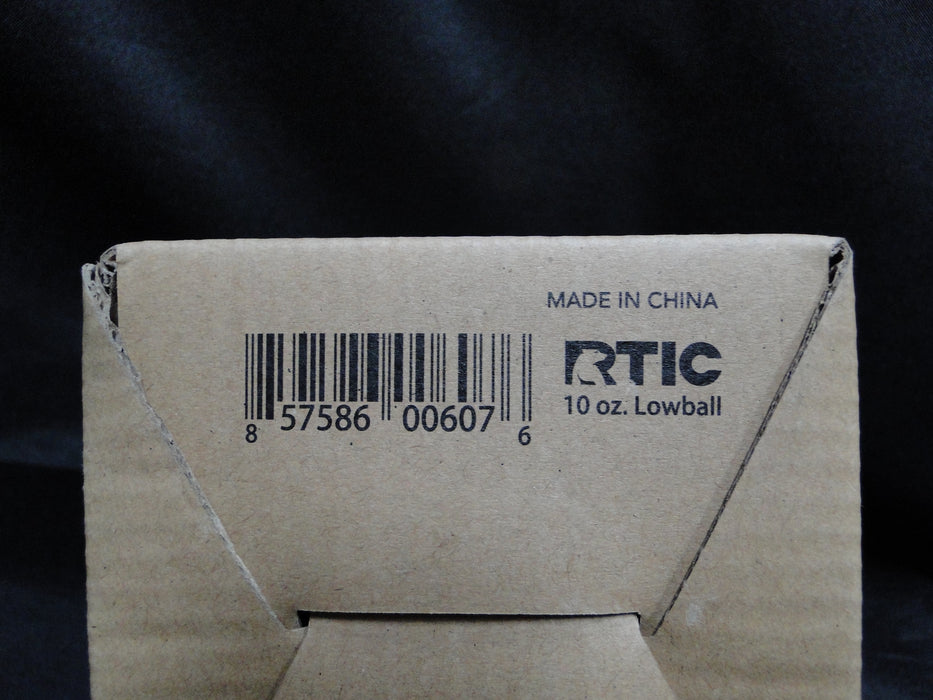 MADE IN CHINA
RTIC
10 oz. Lowball
8 57586 00607 6